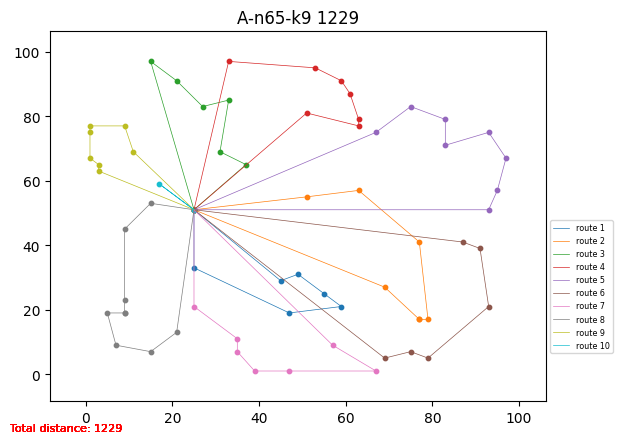 A-n65-k9 1229
100
80
60
40
20
0
0 20 40 60 80 100
route 1
route 2
route 3
route 4
route 5
route 6
route 7
route 8
route 9
route 10
Total distance: 1229